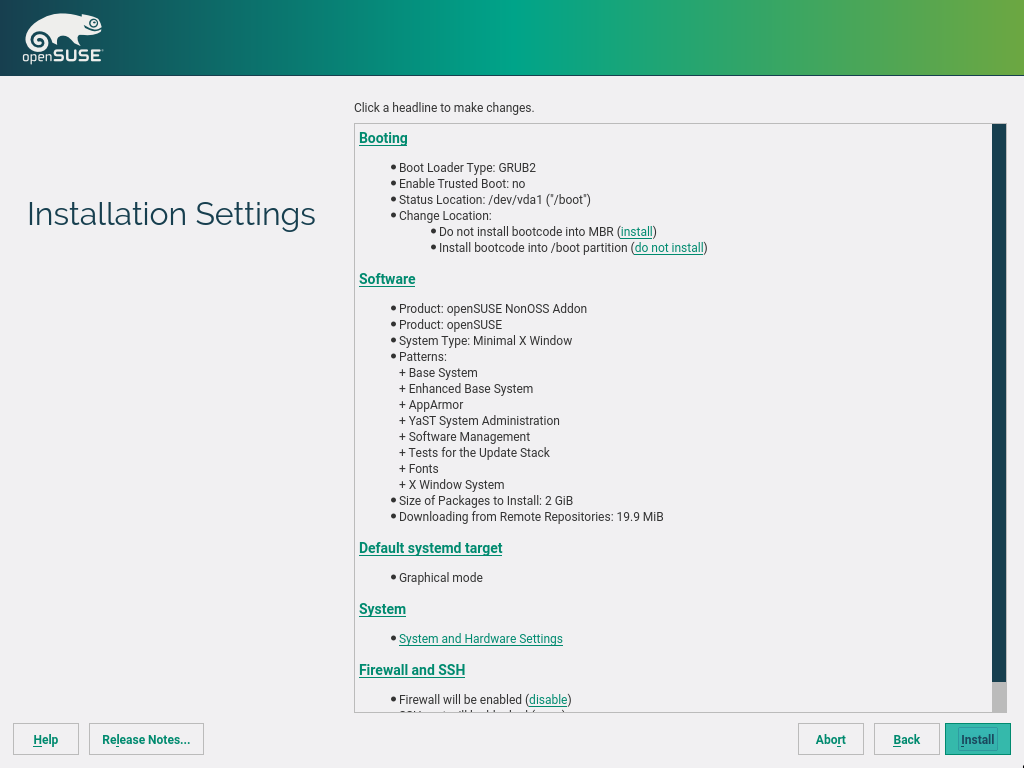 openSUSE
Click a headline to make changes.
Installation Settings
Booting
Boot Loader Type: GRUB2
Enable Trusted Boot: no
Status Location: /dev/vda1 ("/boot")
Change Location:
Do not install bootcode into MBR (install)
Install bootcode into /boot partition (do not install)
Software
Product: openSUSE NonOSS Addon
Product: openSUSE
System Type: Minimal X Window
Patterns:
+ Base System
+ Enhanced Base System
+ AppArmor
+ YaST System Administration
+ Software Management
+ Tests for the Update Stack
+ Fonts
+ X Window System
Size of Packages to Install: 2 GiB
Downloading from Remote Repositories: 19.9 MiB
Default systemd target
Graphical mode
System
System and Hardware Settings
Firewall and SSH
Firewall will be enabled (disable)
Help
Release Notes...
Abort
Back
Install